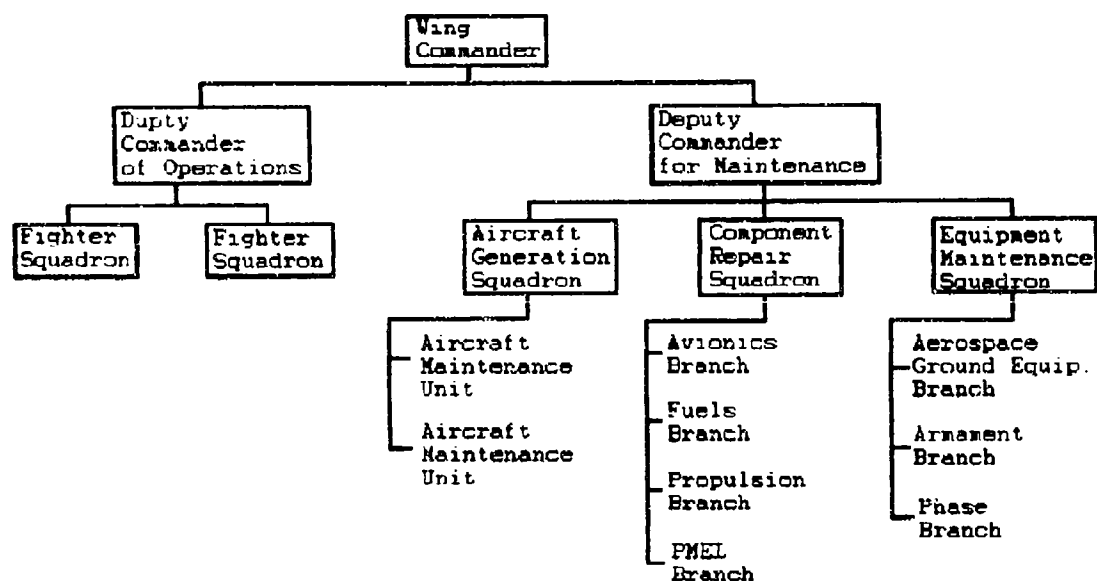 Wing
Commander
Dupty
Commander
of Operations
Deputy
Commander
for Maintenance
Fighter
Squadron
Fighter
Squadron
Aircraft
Generation
Squadron
Component
Repair
Squadron
Equipment
Maintenance
Squadron
Aircraft
Maintenance
Unit
Aircraft
Maintenance
Unit
Avionics
Branch
Fuels
Branch
Propulsion
Branch
PMEL
Branch
Aerospace
Ground Equip.
Branch
Armament
Branch
Phase
Branch